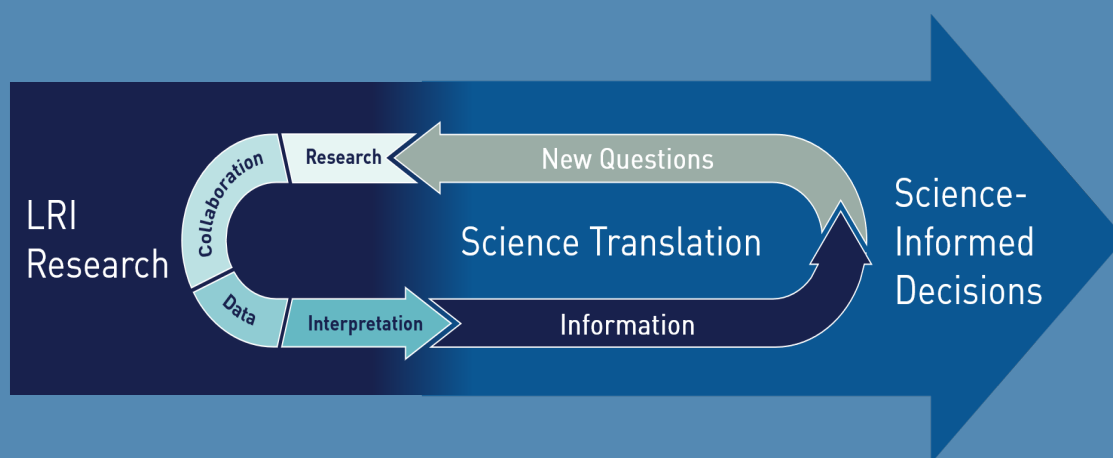 LRI
Research
Collaboration
Data
Research
Interpretation
New Questions
Science Translation
Information
Science-
Informed
Decisions